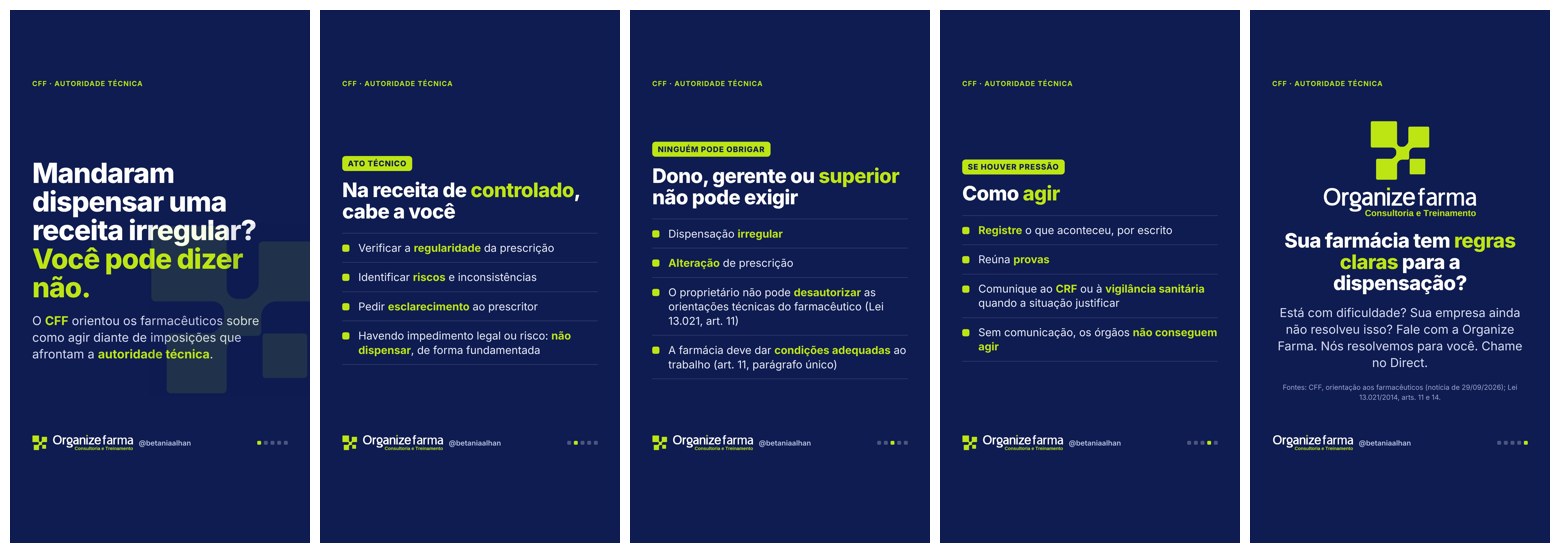 CFF · AUTORIDADE TÉCNICA
Mandaram
dispensar uma
receita irregular?
Você pode dizer
não.
O CFF orientou os farmacêuticos sobre
como agir diante de imposições que
afrontam a autoridade técnica.
Organizefarma
Consultoria e Treinamento
@betaniaalhan
CFF · AUTORIDADE TÉCNICA
ATO TÉCNICO
Na receita de controlado,
cabe a você
Verificar a regularidade da prescrição
Identificar riscos e inconsistências
Pedir esclarecimento ao prescritor
Havendo impedimento legal ou risco: não
dispensar, de forma fundamentada
Organizefarma
Consultoria e Treinamento
@betaniaalhan
CFF · AUTORIDADE TÉCNICA
NINGUÉM PODE OBRIGAR
Dono, gerente ou superior
não pode exigir
Dispensação irregular
Alteração de prescrição
O proprietário não pode desautorizar as
orientações técnicas do farmacêutico (Lei
13.021, art. 11)
A farmácia deve dar condições adequadas ao
trabalho (art. 11, parágrafo único)
Organizefarma
Consultoria e Treinamento
@betaniaalhan
CFF · AUTORIDADE TÉCNICA
SE HOUVER PRESSÃO
Como agir
Registre o que aconteceu, por escrito
Reúna provas
Comunique ao CRF ou à vigilância sanitária
quando a situação justificar
Sem comunicação, os órgãos não conseguem
agir
Organizefarma
Consultoria e Treinamento
@betaniaalhan
CFF · AUTORIDADE TÉCNICA
Organizefarma
Consultoria e Treinamento
Sua farmácia tem regras
claras para a
dispensação?
Está com dificuldade? Sua empresa ainda
não resolveu isso? Fale com a Organize
Farma. Nós resolvemos para você. Chame
no Direct.
Fontes: CFF, orientação aos farmacêuticos (notícia de 29/09/2026); Lei
13.021/2014, arts. 11 e 14.
Organizefarma
Consultoria e Treinamento
@betaniaalhan